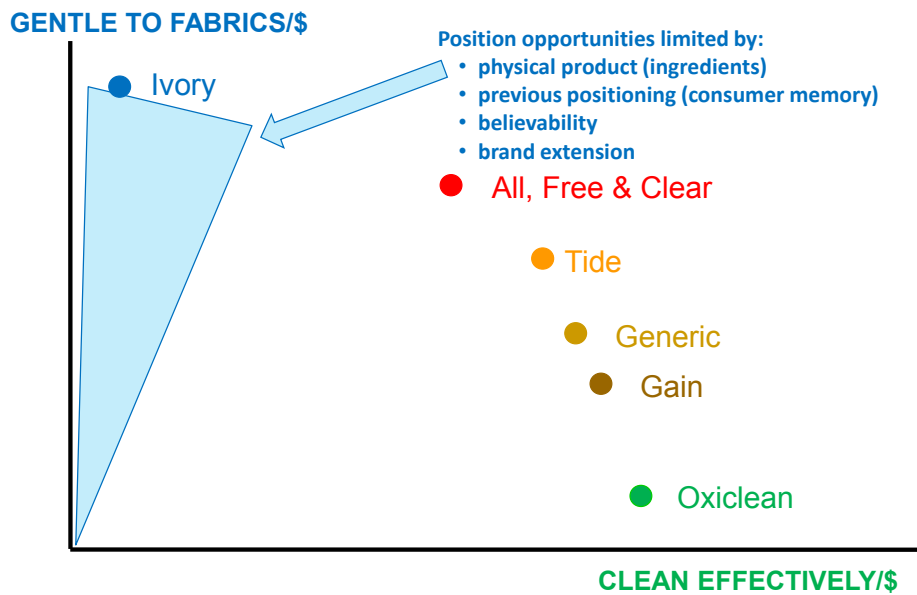 GENTLE TO FABRICS/$
Position opportunities limited by:
• physical product (ingredients)
• previous positioning (consumer memory)
• believability
• brand extension
Ivory
All, Free & Clear
Tide
Generic
Gain
Oxiclean
CLEAN EFFECTIVELY/$